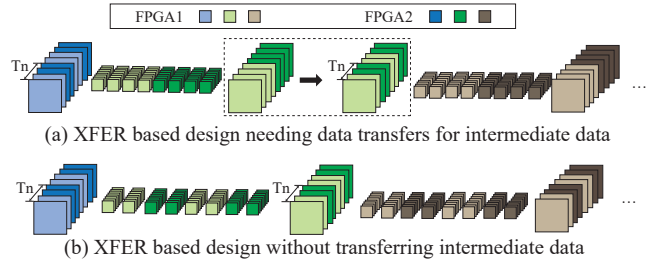 FPGA1 FPGA2
Tn Tn
(a) XFER based design needing data transfers for intermediate data
Tn Tn
(b) XFER based design without transferring intermediate data